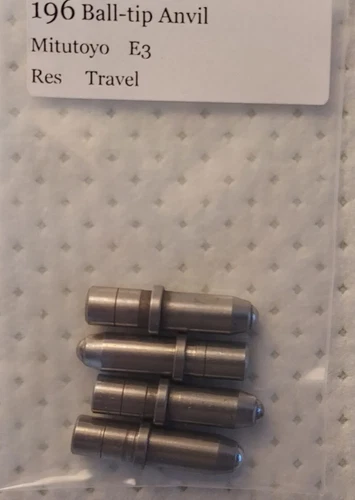 196 Ball-tip Anvil
Mitutoyo E3
Res Travel